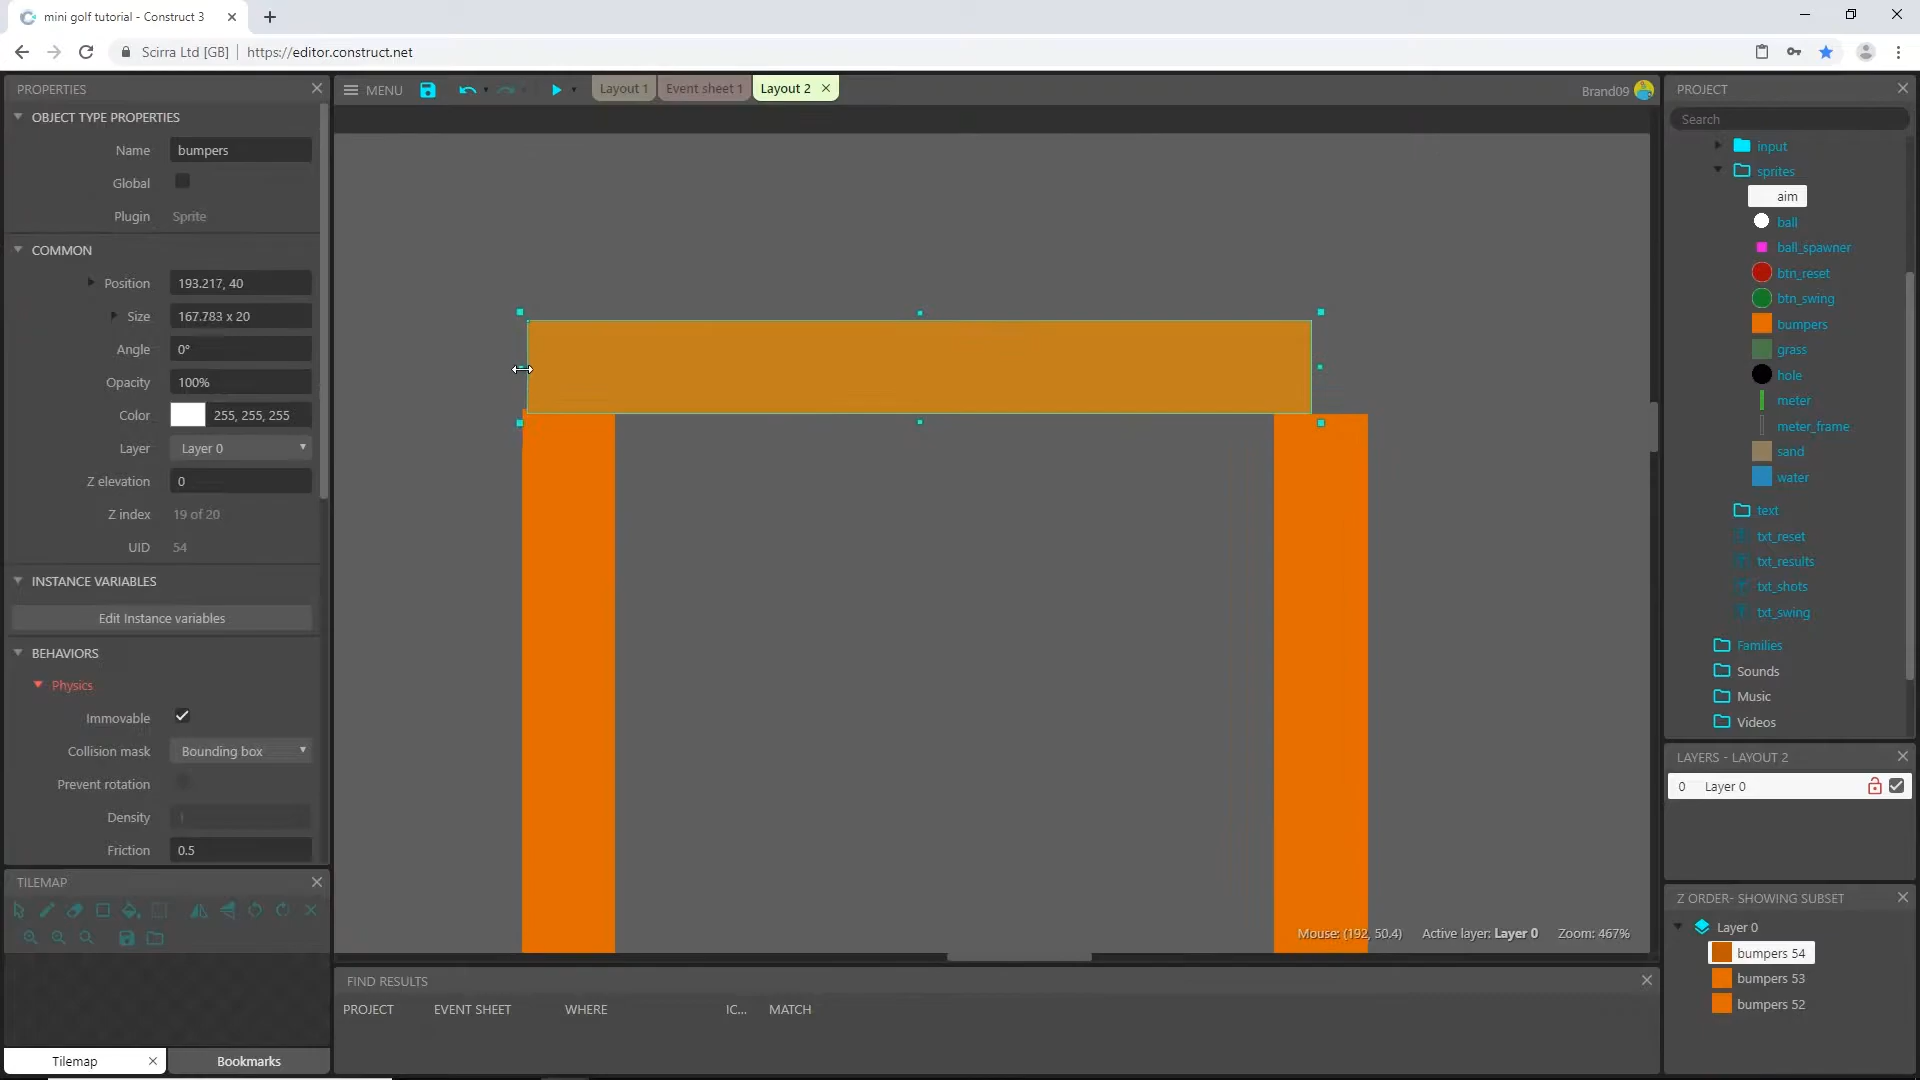 mini golf tutorial - Construct 3
Scirra Ltd [GB] | https://editor.construct.net
PROPERTIES
OBJECT TYPE PROPERTIES
Name bumpers
Global
Plugin Sprite
COMMON
Position 193.217, 40
Size 167.783 x 20
Angle 0°
Opacity 100%
Color 255, 255, 255
Layer Layer 0
Z elevation 0
Z index 19 of 20
UID 54
INSTANCE VARIABLES
Edit Instance variables
BEHAVIORS
Physics
Immovable
Collision mask Bounding box
Prevent rotation
Density 1
Friction 0.5
TILEMAP
Tilemap Bookmarks
MENU Layout 1 Event sheet 1 Layout 2 Brand09
Mouse: (192, 50.4) Active layer: Layer 0 Zoom: 467%
FIND RESULTS
PROJECT EVENT SHEET WHERE IC... MATCH
PROJECT
Search
input
sprites
aim
ball
ball_spawner
btn_reset
btn_swing
bumpers
grass
hole
meter
meter_frame
sand
water
text
txt_reset
txt_results
txt_shots
txt_swing
Families
Sounds
Music
Videos
LAYERS - LAYOUT 2
0 Layer 0
Z ORDER- SHOWING SUBSET
Layer 0
bumpers 54
bumpers 53
bumpers 52